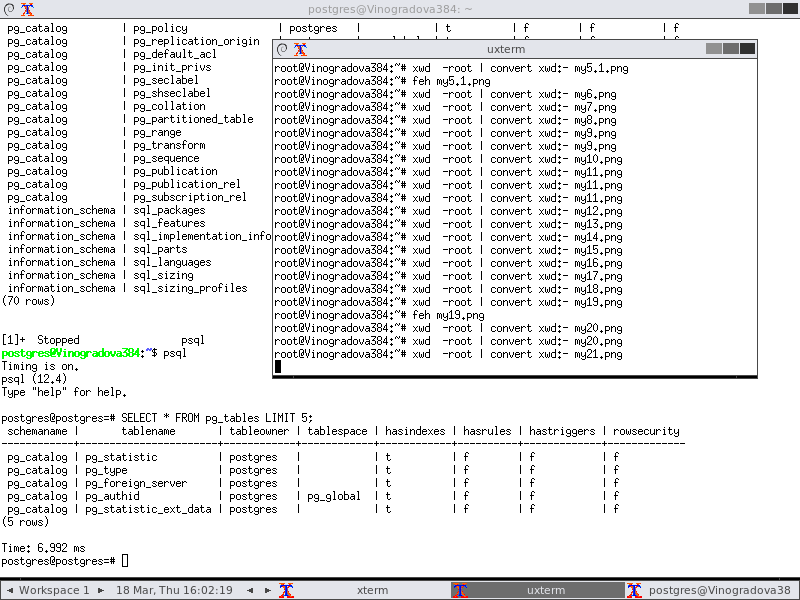 postgres@Vinogradova384: ~
pg_catalog | pg_policy | postgres | | t | f | f | f
pg_catalog | pg_replication_origin
pg_catalog | pg_default_acl
pg_catalog | pg_init_privs
pg_catalog | pg_seclabel
pg_catalog | pg_shseclabel
pg_catalog | pg_collation
pg_catalog | pg_partitioned_table
pg_catalog | pg_range
pg_catalog | pg_transform
pg_catalog | pg_sequence
pg_catalog | pg_publication
pg_catalog | pg_publication_rel
pg_catalog | pg_subscription_rel
information_schema | sql_packages
information_schema | sql_features
information_schema | sql_implementation_info
information_schema | sql_parts
information_schema | sql_languages
information_schema | sql_sizing
information_schema | sql_sizing_profiles
(70 rows)
[1]+  Stopped                 psql
postgres@Vinogradova384:~$ psql
Timing is on.
psql (12.4)
Type "help" for help.
postgres@postgres=# SELECT * FROM pg_tables LIMIT 5;
schemaname | tablename | tableowner | tablespace | hasindexes | hasrules | hastriggers | rowsecurity
------------+-----------------------+------------+------------+------------+----------+-------------+-------------
pg_catalog | pg_statistic | postgres | | t | f | f | f
pg_catalog | pg_type | postgres | | t | f | f | f
pg_catalog | pg_foreign_server | postgres | | t | f | f | f
pg_catalog | pg_authid | postgres | pg_global | t | f | f | f
pg_catalog | pg_statistic_ext_data | postgres | | t | f | f | f
(5 rows)
Time: 6.992 ms
postgres@postgres=#
uxterm
root@Vinogradova384:~# xwd  -root | convert xwd:- my5.1.png
root@Vinogradova384:~# feh my5.1.png
root@Vinogradova384:~# xwd  -root | convert xwd:- my6.png
root@Vinogradova384:~# xwd  -root | convert xwd:- my7.png
root@Vinogradova384:~# xwd  -root | convert xwd:- my8.png
root@Vinogradova384:~# xwd  -root | convert xwd:- my9.png
root@Vinogradova384:~# xwd  -root | convert xwd:- my9.png
root@Vinogradova384:~# xwd  -root | convert xwd:- my10.png
root@Vinogradova384:~# xwd  -root | convert xwd:- my11.png
root@Vinogradova384:~# xwd  -root | convert xwd:- my11.png
root@Vinogradova384:~# xwd  -root | convert xwd:- my11.png
root@Vinogradova384:~# xwd  -root | convert xwd:- my12.png
root@Vinogradova384:~# xwd  -root | convert xwd:- my13.png
root@Vinogradova384:~# xwd  -root | convert xwd:- my14.png
root@Vinogradova384:~# xwd  -root | convert xwd:- my15.png
root@Vinogradova384:~# xwd  -root | convert xwd:- my16.png
root@Vinogradova384:~# xwd  -root | convert xwd:- my17.png
root@Vinogradova384:~# xwd  -root | convert xwd:- my18.png
root@Vinogradova384:~# xwd  -root | convert xwd:- my19.png
root@Vinogradova384:~# feh my19.png
root@Vinogradova384:~# xwd  -root | convert xwd:- my20.png
root@Vinogradova384:~# xwd  -root | convert xwd:- my20.png
root@Vinogradova384:~# xwd  -root | convert xwd:- my21.png
Workspace 1 18 Mar, Thu 16:02:19 xterm uxterm postgres@Vinogradova38